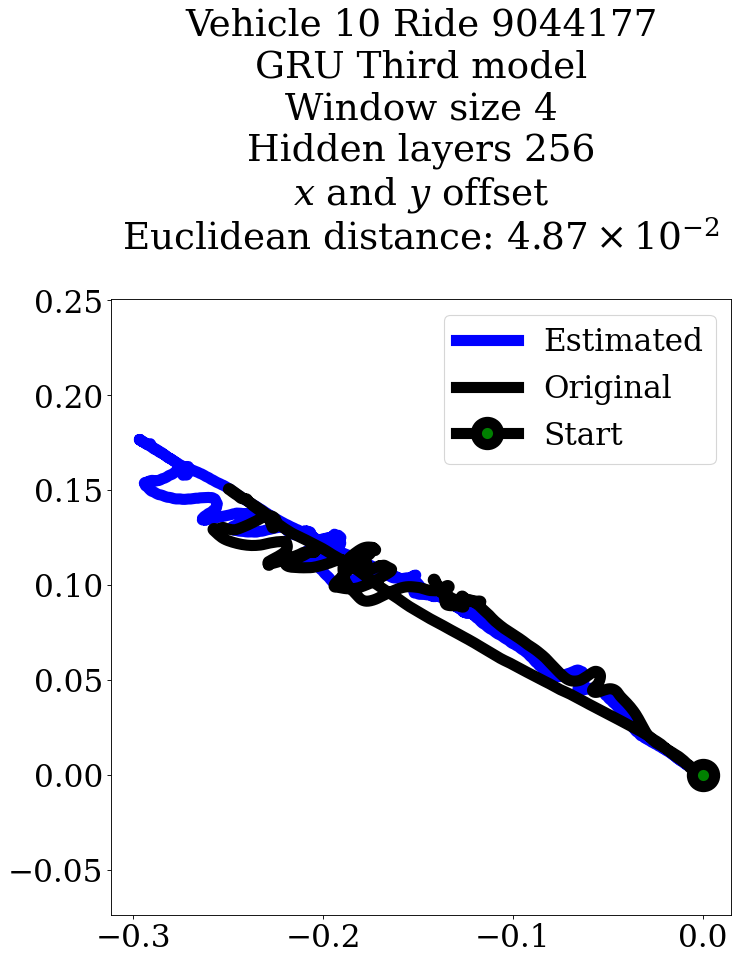 Vehicle 10 Ride 9044177
GRU Third model
Window size 4
Hidden layers 256
x and y offset
Euclidean distance: 4.87 × 10⁻²
0.25
0.20
0.15
0.10
0.05
0.00
−0.05
Estimated
Original
Start
−0.3 −0.2 −0.1 0.0